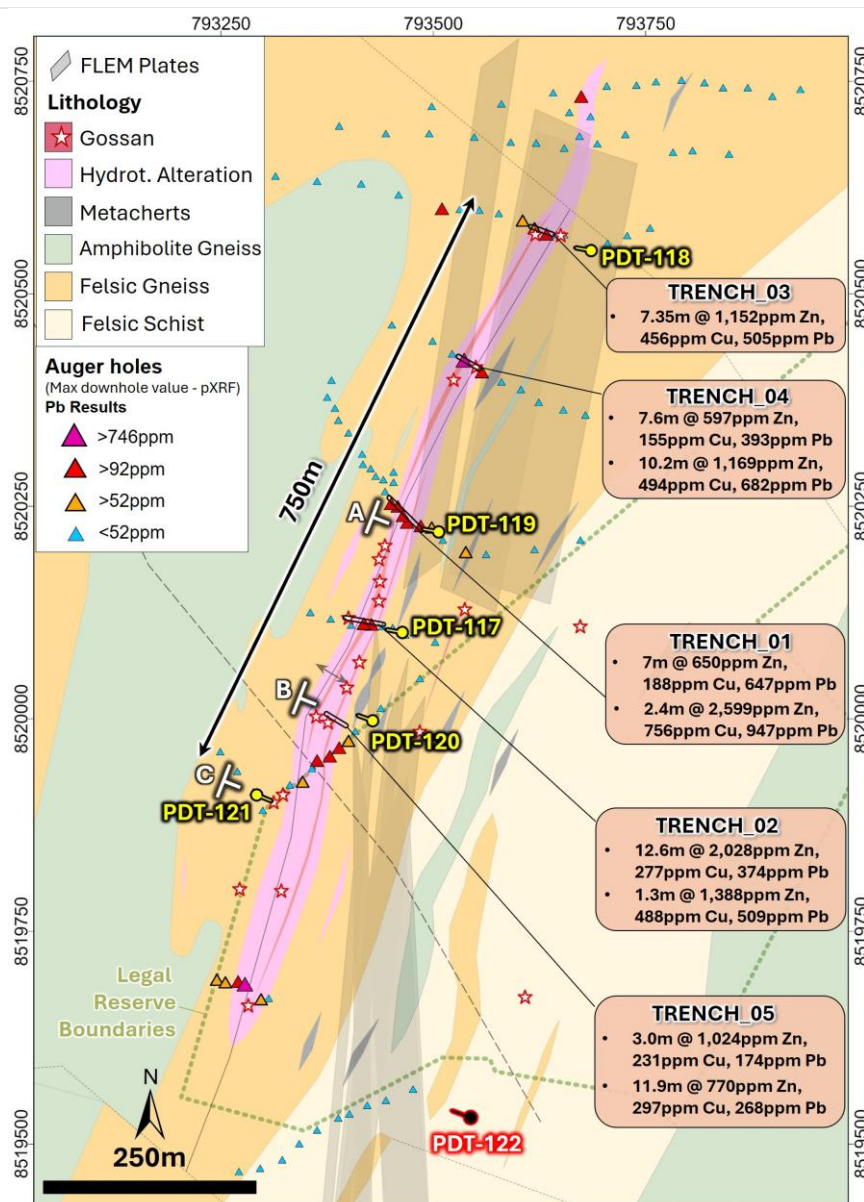 793250
793500
793750
8520750
8520500
8520250
8520000
8519750
8519500
8520750
8520500
8520250
8520000
8519750
8519500
FLEM Plates
Lithology
Gossan
Hydrot. Alteration
Metacherts
Amphibolite Gneiss
Felsic Gneiss
Felsic Schist
Auger holes
(Max downhole value - pXRF)
Pb Results
>746ppm
>92ppm
>52ppm
<52ppm
750m
A
B
C
PDT-118
PDT-119
PDT-117
PDT-120
PDT-121
PDT-122
TRENCH_03
• 7.35m @ 1,152ppm Zn,
456ppm Cu, 505ppm Pb
TRENCH_04
• 7.6m @ 597ppm Zn,
155ppm Cu, 393ppm Pb
• 10.2m @ 1,169ppm Zn,
494ppm Cu, 682ppm Pb
TRENCH_01
• 7m @ 650ppm Zn,
188ppm Cu, 647ppm Pb
• 2.4m @ 2,599ppm Zn,
756ppm Cu, 947ppm Pb
TRENCH_02
• 12.6m @ 2,028ppm Zn,
277ppm Cu, 374ppm Pb
• 1.3m @ 1,388ppm Zn,
488ppm Cu, 509ppm Pb
TRENCH_05
• 3.0m @ 1,024ppm Zn,
231ppm Cu, 174ppm Pb
• 11.9m @ 770ppm Zn,
297ppm Cu, 268ppm Pb
Legal
Reserve
Boundaries
N
250m